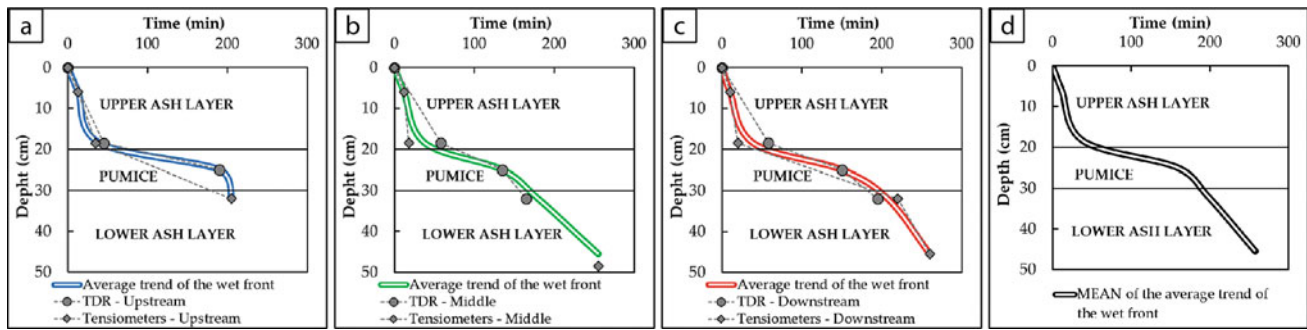 a
Time (min)
0 100 200 300
0
10
20
30
40
50
Depht (cm)
UPPER ASH LAYER
PUMICE
LOWER ASH LAYER
Average trend of the wet front
TDR - Upstream
Tensiometers - Upstream
b
Time (min)
0 100 200 300
0
10
20
30
40
50
Depht (cm)
UPPER ASH LAYER
PUMICE
LOWER ASH LAYER
Average trend of the wet front
TDR - Middle
Tensiometers - Middle
c
Time (min)
0 100 200 300
0
10
20
30
40
50
Depht (cm)
UPPER ASH LAYER
PUMICE
LOWER ASH LAYER
Average trend of the wet front
TDR - Downstream
Tensiometers - Downstream
d
Time (min)
0 100 200 300
0
10
20
30
40
50
Depth (cm)
UPPER ASH LAYER
PUMICE
LOWER ASH LAYER
MEAN of the average trend of
the wet front